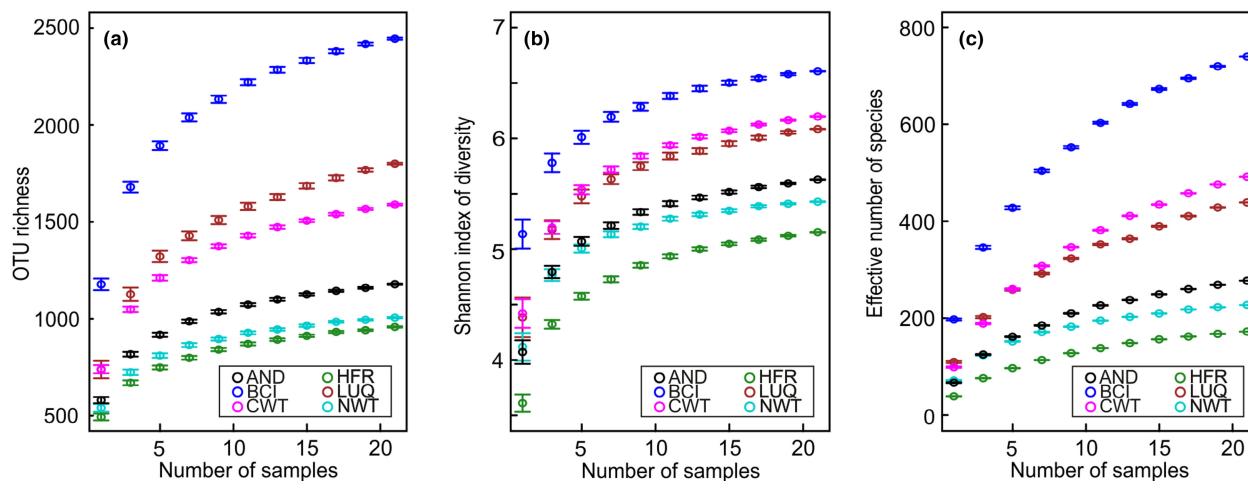 (a)
OTU richness
2500
2000
1500
1000
500
5
10
15
20
Number of samples
AND
BCI
CWT
HFR
LUQ
NWT
(b)
Shannon index of diversity
7
6
5
4
5
10
15
20
Number of samples
AND
BCI
CWT
HFR
LUQ
NWT
(c)
Effective number of species
800
600
400
200
0
5
10
15
20
Number of samples
AND
BCI
CWT
HFR
LUQ
NWT